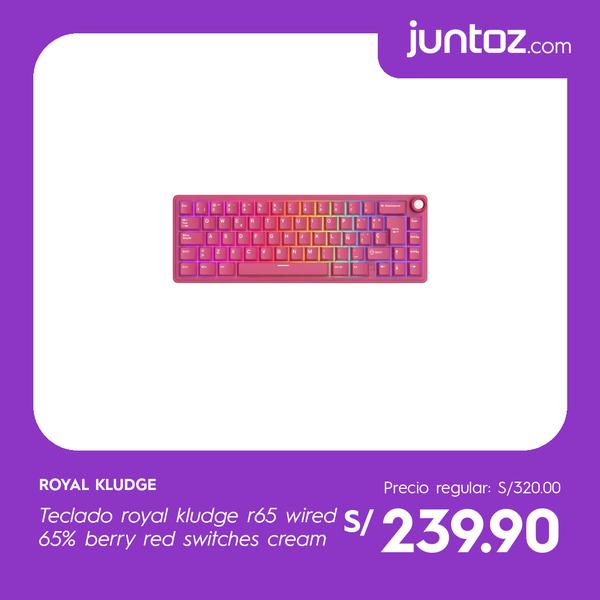 juntoz.com
ROYAL KLUDGE
Precio regular: S/320.00
Teclado royal kludge r65 wired
65% berry red switches cream
S/ 239.90